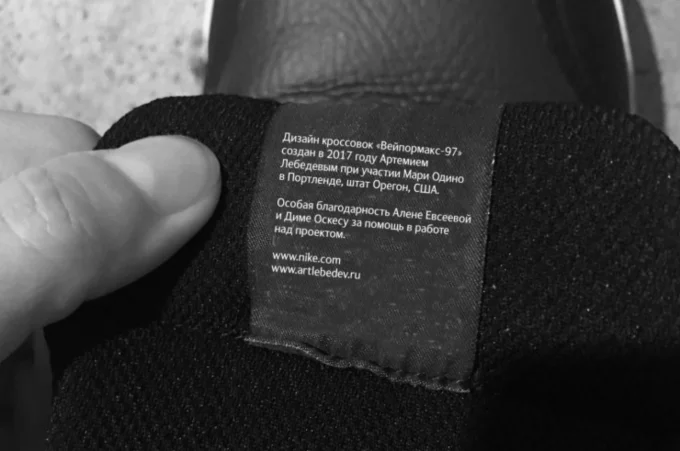 Дизайн кроссовок «Вейпормакс-97»
создан в 2017 году Артемием
Лебедевым при участии Мари Одино
в Портленде, штат Орегон, США.
Особая благодарность Алене Евсеевой
и Диме Оскесу за помощь в работе
над проектом.
www.nike.com
www.artlebedev.ru